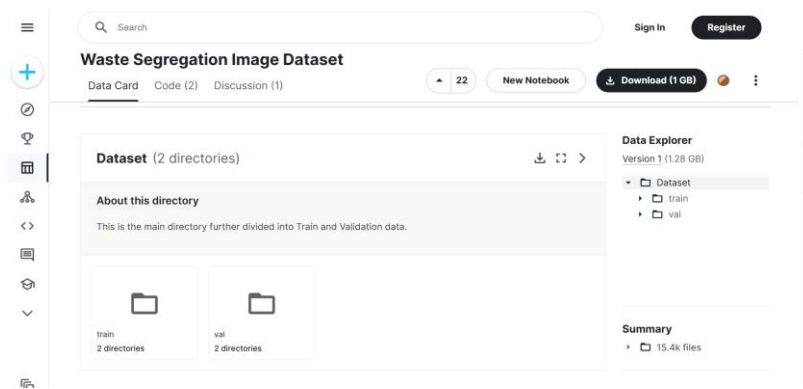 Search
Sign In
Register
Waste Segregation Image Dataset
Data Card Code (2) Discussion (1)
22
New Notebook
Download (1 GB)
Dataset (2 directories)
About this directory
This is the main directory further divided into Train and Validation data.
train
2 directories
val
2 directories
Data Explorer
Version 1 (1.28 GB)
Dataset
train
val
Summary
15.4k files